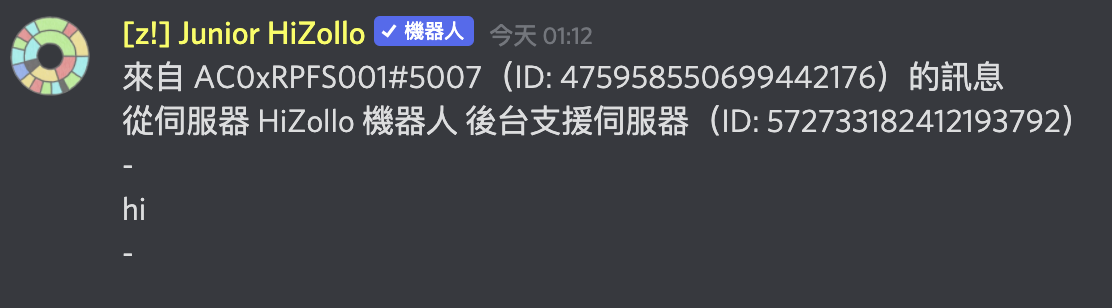 [z!] Junior HiZollo ✓ 機器人 今天 01:12
來自 AC0xRPFS001#5007（ID: 475958550699442176）的訊息
從伺服器 HiZollo 機器人 後台支援伺服器（ID: 572733182412193792）
-
hi
-